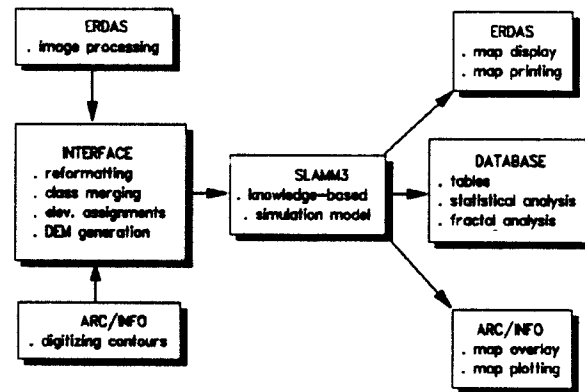 ERDAS
. image processing
INTERFACE
. reformatting
. class merging
. elev. assignments
. DEM generation
ARC/INFO
. digitizing contours
SLAMM3
. knowledge-based
. simulation model
ERDAS
. map display
. map printing
DATABASE
. tables
. statistical analysis
. fractal analysis
ARC/INFO
. map overlay
. map plotting